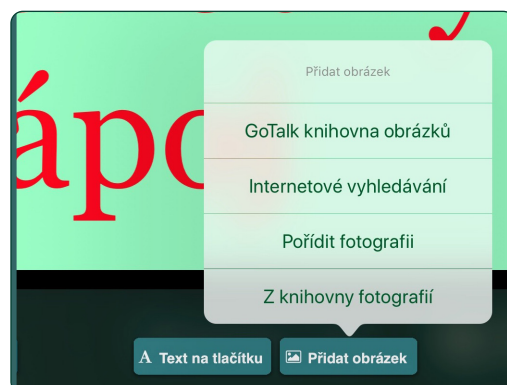 y
ápo
Přidat obrázek
GoTalk knihovna obrázků
Internetové vyhledávání
Pořídit fotografii
Z knihovny fotografií
A Text na tlačítku
Přidat obrázek